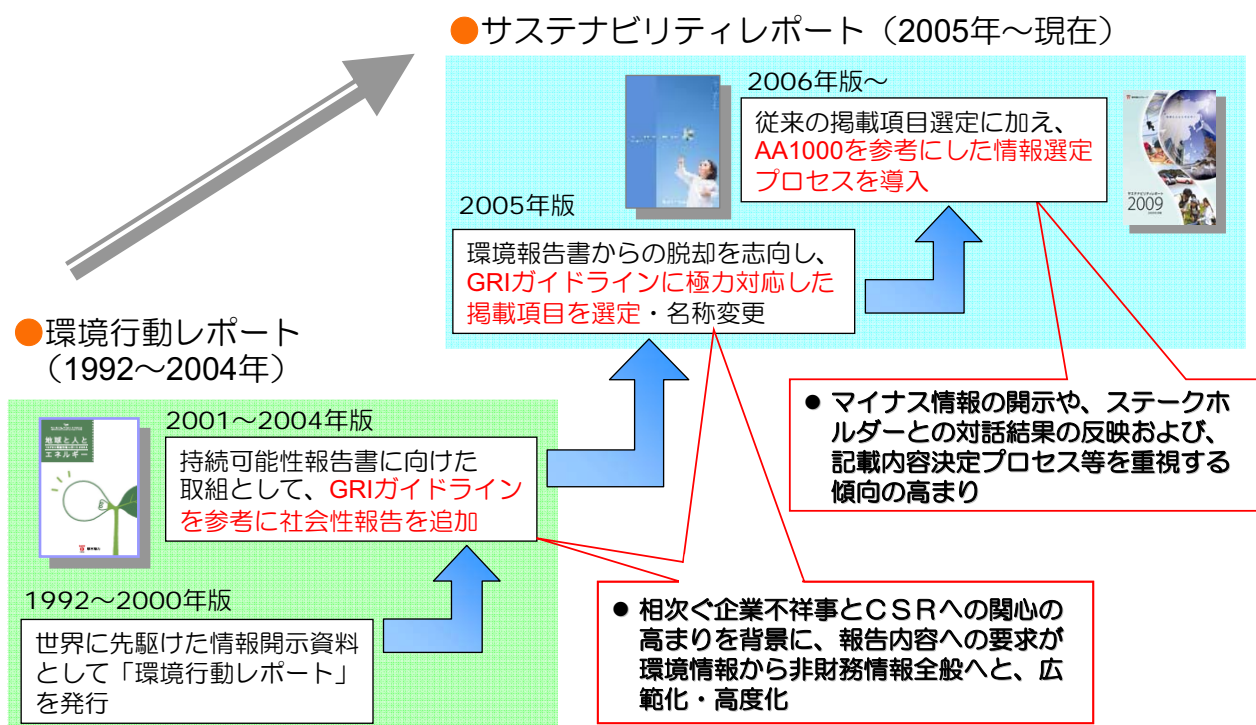 ●サステナビリティレポート（2005年～現在）
2006年版～
従来の掲載項目選定に加え、
AA1000を参考にした情報選定
プロセスを導入
サステナビリティレポート
2009
2005年版
環境報告書からの脱却を志向し、
GRIガイドラインに極力対応した
掲載項目を選定・名称変更
●環境行動レポート
（1992～2004年）
● マイナス情報の開示や、ステークホ
ルダーとの対話結果の反映および、
記載内容決定プロセス等を重視する
傾向の高まり
2001～2004年版
地球と人と
エネルギー
持続可能性報告書に向けた
取組として、GRIガイドライン
を参考に社会性報告を追加
1992～2000年版
世界に先駆けた情報開示資料
として「環境行動レポート」
を発行
● 相次ぐ企業不祥事とＣＳＲへの関心の
高まりを背景に、報告内容への要求が
環境情報から非財務情報全般へと、広
範化・高度化